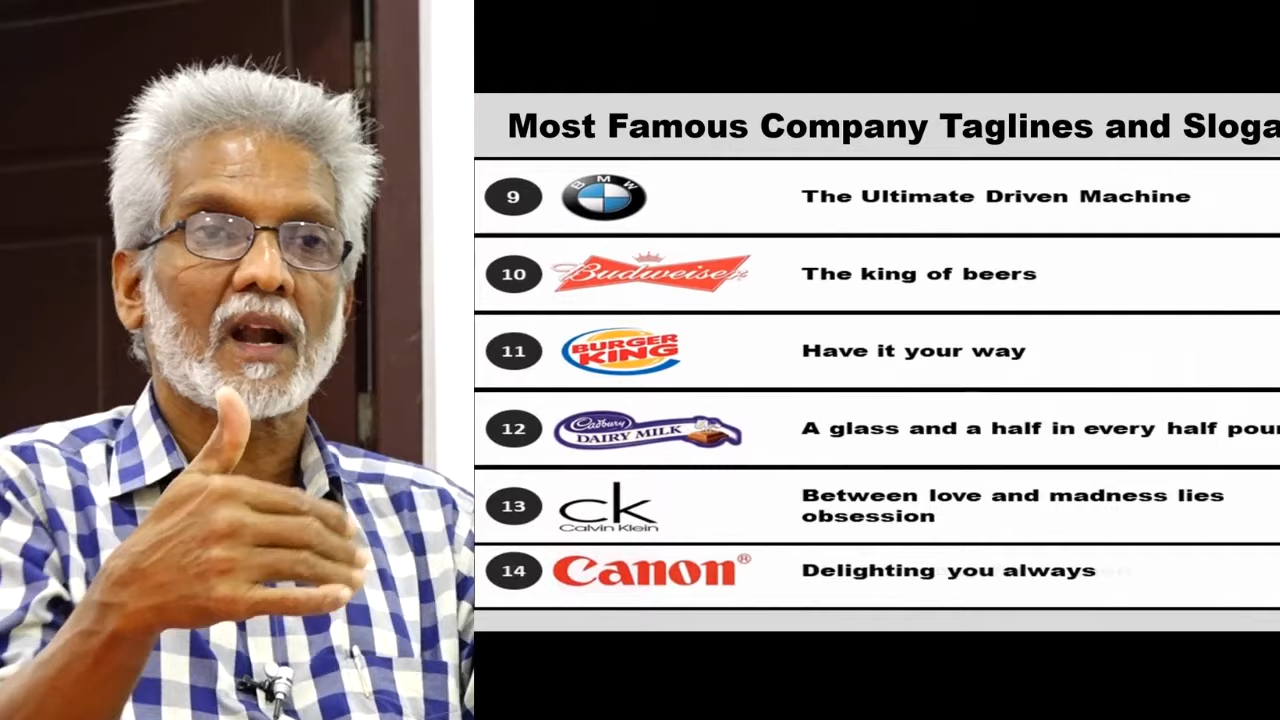 Most Famous Company Taglines and Sloga
9 BMW The Ultimate Driven Machine
10 Budweiser The king of beers
11 BURGER KING Have it your way
12 Cadbury DAIRY MILK A glass and a half in every half pou
13 ck Calvin Klein Between love and madness lies
obsession
14 Canon® Delighting you always